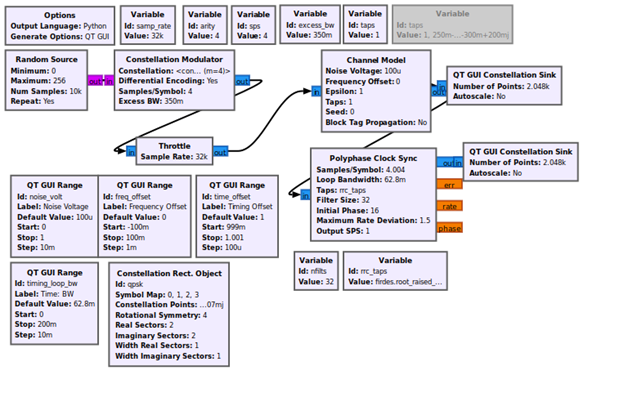 Options
Output Language: Python
Generate Options: QT GUI
Variable
Id: samp_rate
Value: 32k
Variable
Id: arity
Value: 4
Variable
Id: sps
Value: 4
Variable
Id: excess_bw
Value: 350m
Variable
Id: taps
Value: 1
Variable
Id: taps
Value: 1, 250m-...-300m+200mj
Random Source
Minimum: 0
Maximum: 256
Num Samples: 10k
Repeat: Yes
out
in
Constellation Modulator
Constellation: <con... (m=4)>
Differential Encoding: Yes
Samples/Symbol: 4
Excess BW: 350m
out
in
Throttle
Sample Rate: 32k
out
in
Channel Model
Noise Voltage: 100u
Frequency Offset: 0
Epsilon: 1
Taps: 1
Seed: 0
Block Tag Propagation: No
out
in
QT GUI Constellation Sink
Number of Points: 2.048k
Autoscale: No
in
Polyphase Clock Sync
Samples/Symbol: 4.004
Loop Bandwidth: 62.8m
Taps: rrc_taps
Filter Size: 32
Initial Phase: 16
Maximum Rate Deviation: 1.5
Output SPS: 1
out
err
rate
phase
in
QT GUI Constellation Sink
Number of Points: 2.048k
Autoscale: No
QT GUI Range
Id: noise_volt
Label: Noise Voltage
Default Value: 100u
Start: 0
Stop: 1
Step: 10m
QT GUI Range
Id: freq_offset
Label: Frequency Offset
Default Value: 0
Start: -100m
Stop: 100m
Step: 1m
QT GUI Range
Id: time_offset
Label: Timing Offset
Default Value: 1
Start: 999m
Stop: 1.001
Step: 100u
Variable
Id: nfilts
Value: 32
Variable
Id: rrc_taps
Value: firdes.root_raised_...
QT GUI Range
Id: timing_loop_bw
Label: Time: BW
Default Value: 62.8m
Start: 0
Stop: 200m
Step: 10m
Constellation Rect. Object
Id: qpsk
Symbol Map: 0, 1, 2, 3
Constellation Points: ...07mj
Rotational Symmetry: 4
Real Sectors: 2
Imaginary Sectors: 2
Width Real Sectors: 1
Width Imaginary Sectors: 1